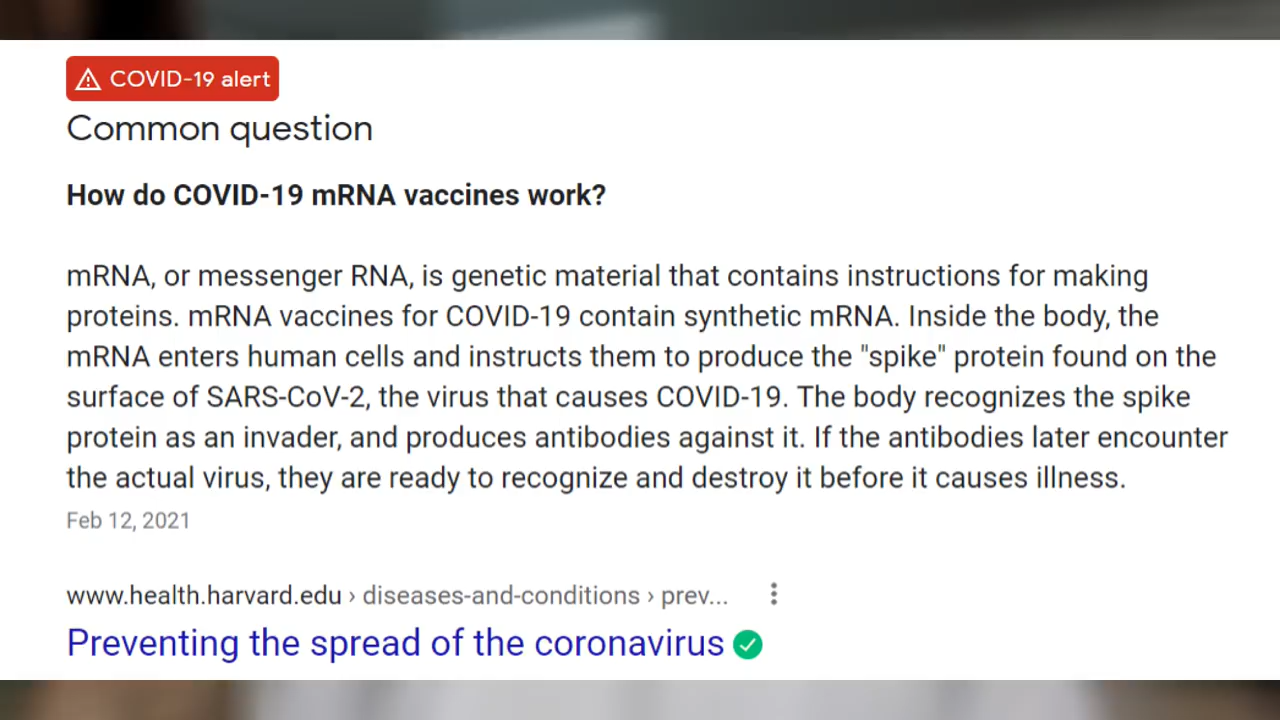 COVID-19 alert
Common question
How do COVID-19 mRNA vaccines work?
mRNA, or messenger RNA, is genetic material that contains instructions for making
proteins. mRNA vaccines for COVID-19 contain synthetic mRNA. Inside the body, the
mRNA enters human cells and instructs them to produce the "spike" protein found on the
surface of SARS-CoV-2, the virus that causes COVID-19. The body recognizes the spike
protein as an invader, and produces antibodies against it. If the antibodies later encounter
the actual virus, they are ready to recognize and destroy it before it causes illness.
Feb 12, 2021
www.health.harvard.edu › diseases-and-conditions › prev...
Preventing the spread of the coronavirus